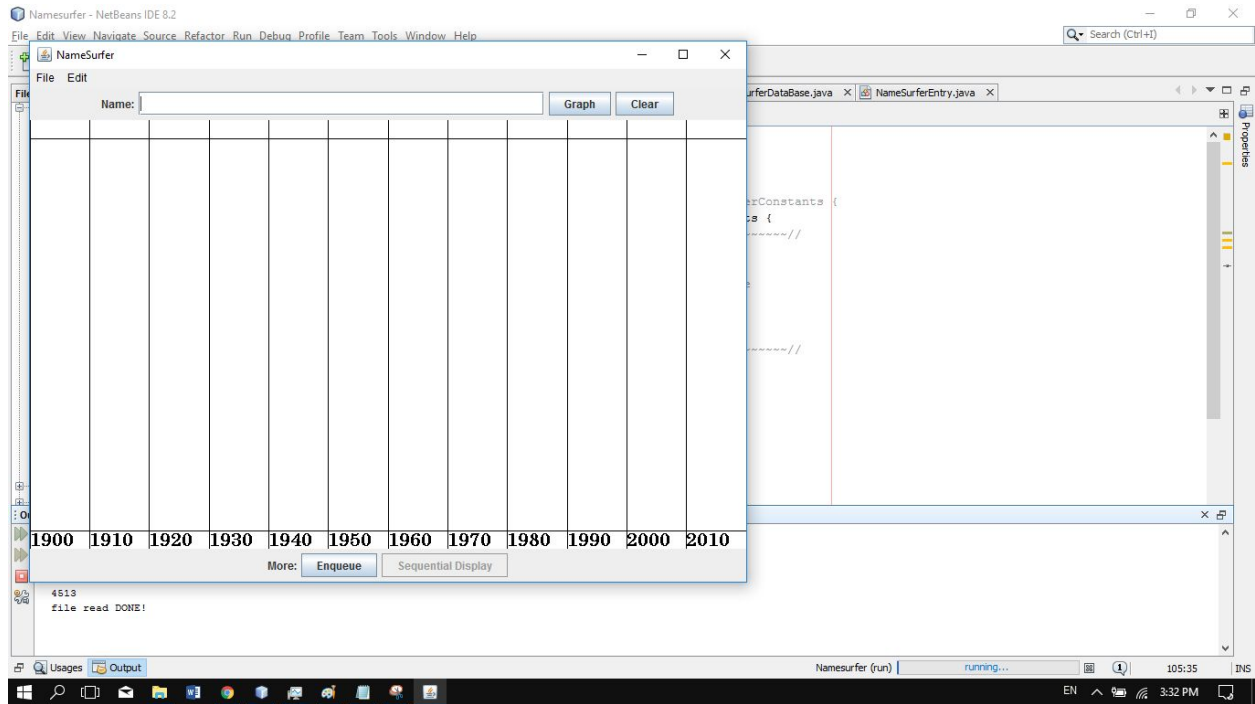 Namesurfer - NetBeans IDE 8.2
File Edit View Navigate Source Refactor Run Debug Profile Team Tools Window Help
Search (Ctrl+I)
NameSurfer
File Edit
Name: Graph Clear
urferDataBase.java NameSurferEntry.java
Properties
erConstants {
ts {
~~~~~//
~~~~~//
1900 1910 1920 1930 1940 1950 1960 1970 1980 1990 2000 2010
More: Enqueue Sequential Display
4513
file read DONE!
Usages Output
Namesurfer (run) running... 1 105:35 INS
EN 3:32 PM